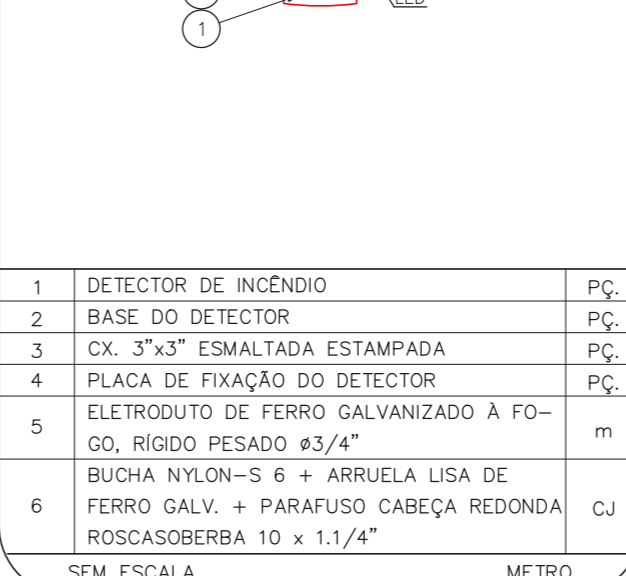 LED
1
1 DETECTOR DE INCÊNDIO PÇ.
2 BASE DO DETECTOR PÇ.
3 CX. 3"x3" ESMALTADA ESTAMPADA PÇ.
4 PLACA DE FIXAÇÃO DO DETECTOR PÇ.
5 ELETRODUTO DE FERRO GALVANIZADO À FO-
GO, RÍGIDO PESADO ø3/4" m
BUCHA NYLON-S 6 + ARRUELA LISA DE
6 FERRO GALV. + PARAFUSO CABEÇA REDONDA CJ
ROSCASOBERBA 10 x 1.1/4"
SEM ESCALA METRO